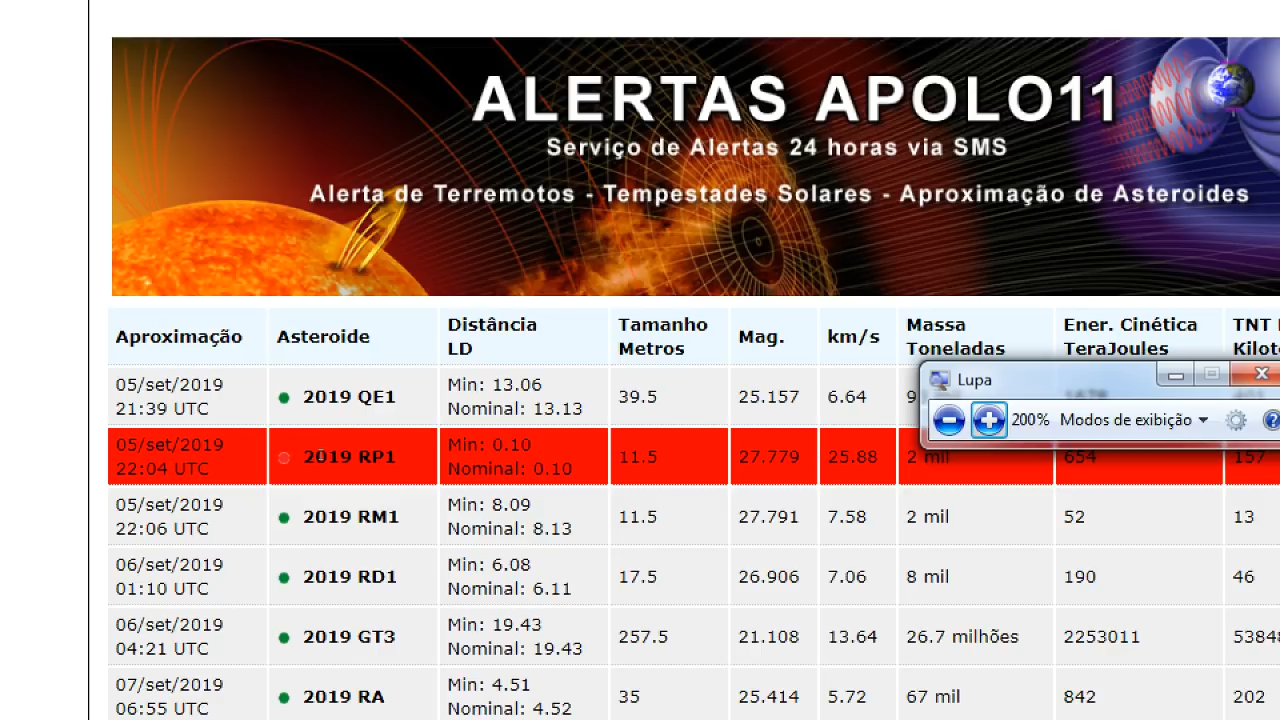 ALERTAS APOLO11
Serviço de Alertas 24 horas via SMS
Alerta de Terremotos - Tempestades Solares - Aproximação de Asteroides
Aproximação Asteroide Distância LD Tamanho Metros Mag. km/s Massa Toneladas Ener. Cinética TeraJoules TNT
05/set/2019 21:39 UTC 2019 QE1 Min: 13.06 Nominal: 13.13 39.5 25.157 6.64
05/set/2019 22:04 UTC 2019 RP1 Min: 0.10 Nominal: 0.10 11.5 27.779 25.88 2 mil 654 157
05/set/2019 22:06 UTC 2019 RM1 Min: 8.09 Nominal: 8.13 11.5 27.791 7.58 2 mil 52 13
06/set/2019 01:10 UTC 2019 RD1 Min: 6.08 Nominal: 6.11 17.5 26.906 7.06 8 mil 190 46
06/set/2019 04:21 UTC 2019 GT3 Min: 19.43 Nominal: 19.43 257.5 21.108 13.64 26.7 milhões 2253011
07/set/2019 06:55 UTC 2019 RA Min: 4.51 Nominal: 4.52 35 25.414 5.72 67 mil 842 202
Lupa
200% Modos de exibição